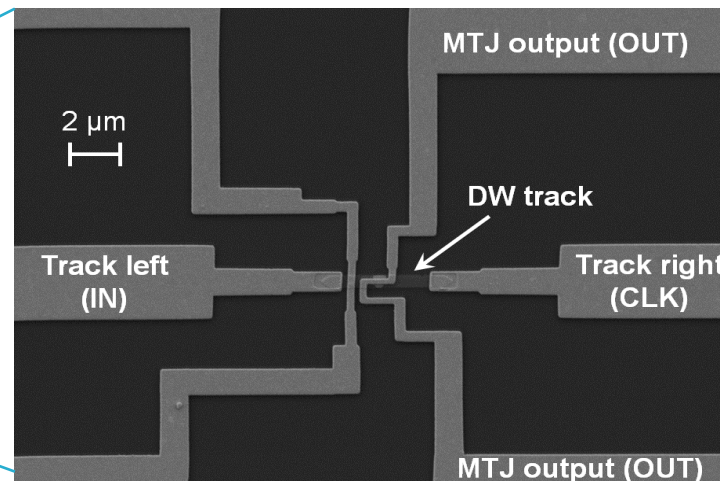 MTJ output (OUT)
2 µm
DW track
Track left
(IN)
Track right
(CLK)
MTJ output (OUT)